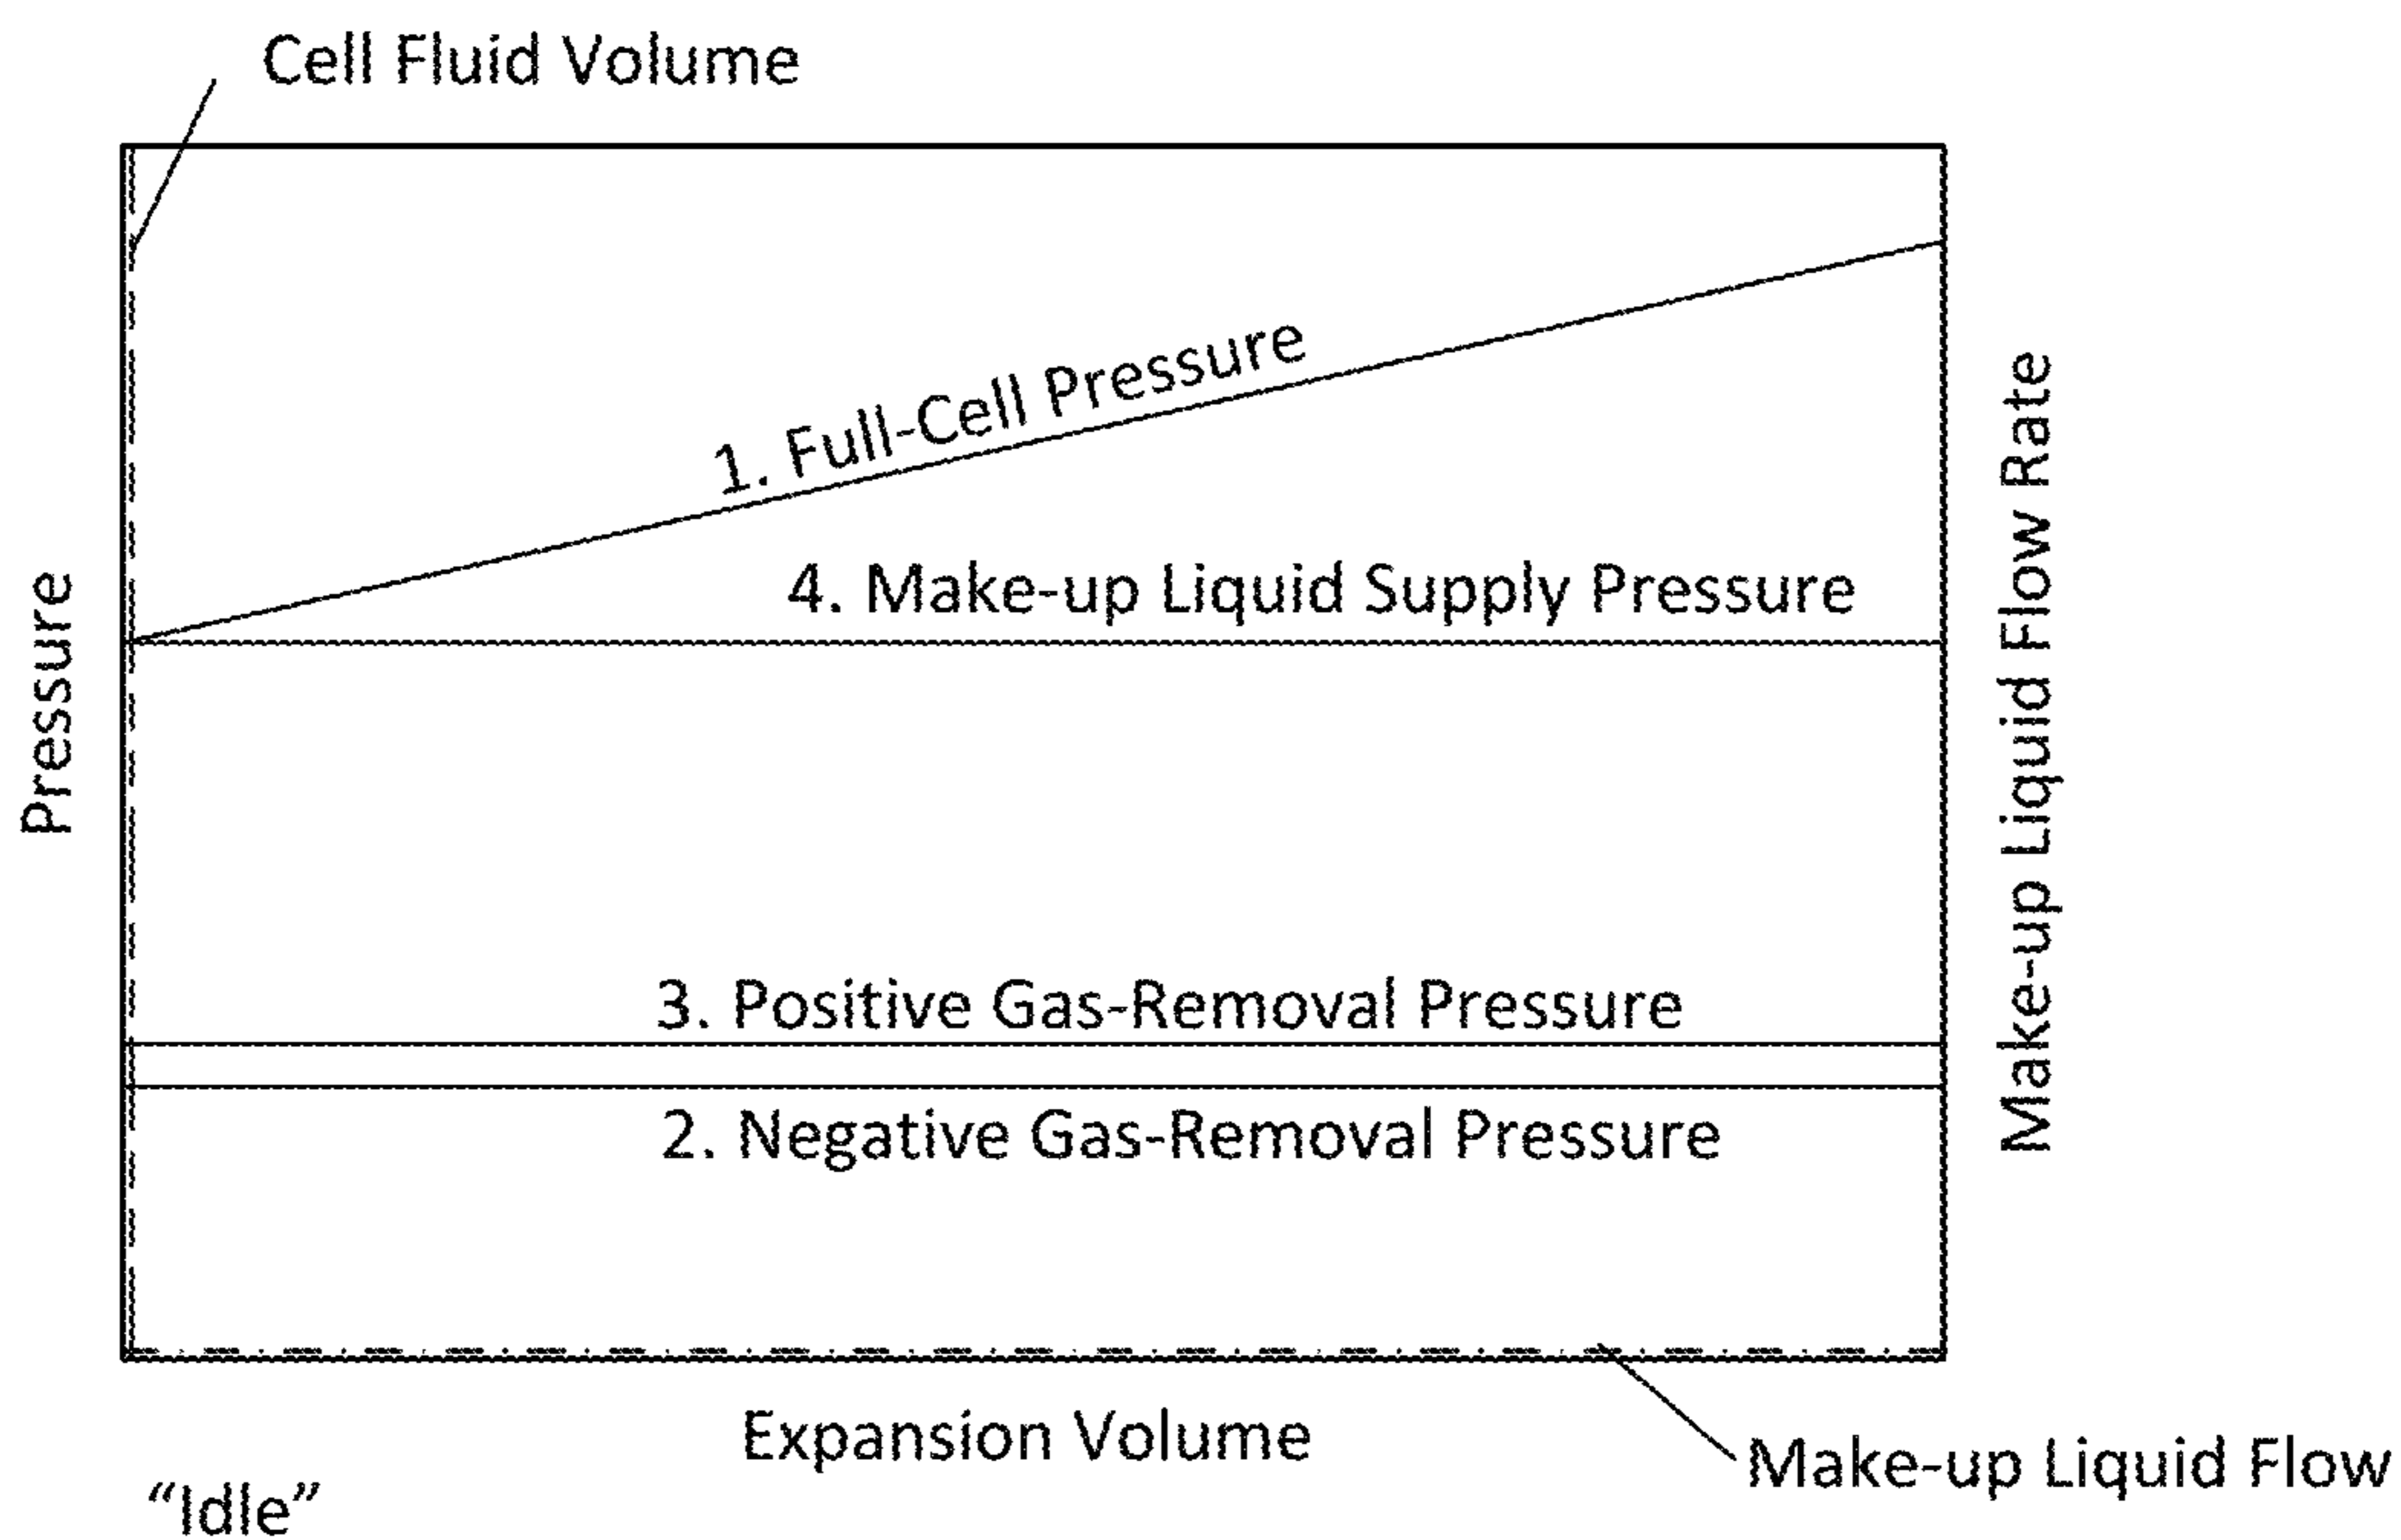 Cell Fluid Volume
1. Full-Cell Pressure
4. Make-up Liquid Supply Pressure
Pressure
Make-up Liquid Flow Rate
3. Positive Gas-Removal Pressure
2. Negative Gas-Removal Pressure
Expansion Volume
Make-up Liquid Flow
“Idle”